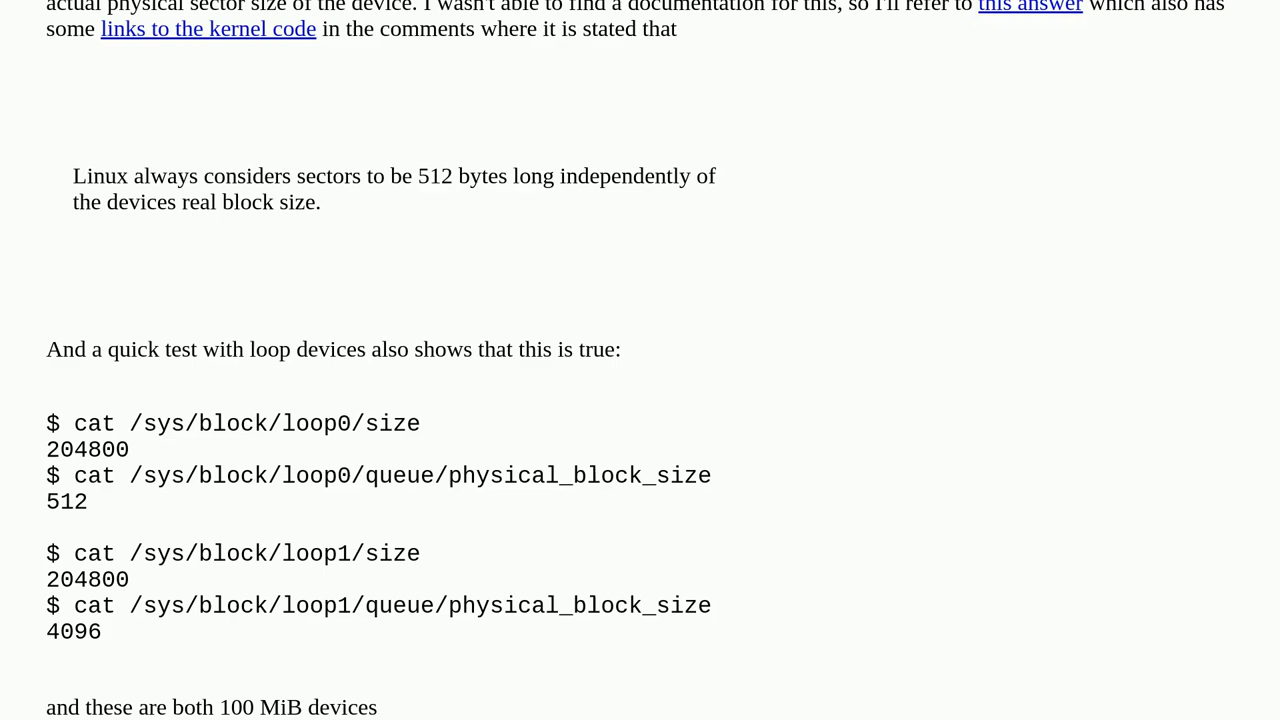 actual physical sector size of the device. I wasn't able to find a documentation for this, so I'll refer to this answer which also has
some links to the kernel code in the comments where it is stated that
Linux always considers sectors to be 512 bytes long independently of
the devices real block size.
And a quick test with loop devices also shows that this is true:
$ cat /sys/block/loop0/size
204800
$ cat /sys/block/loop0/queue/physical_block_size
512
$ cat /sys/block/loop1/size
204800
$ cat /sys/block/loop1/queue/physical_block_size
4096
and these are both 100 MiB devices